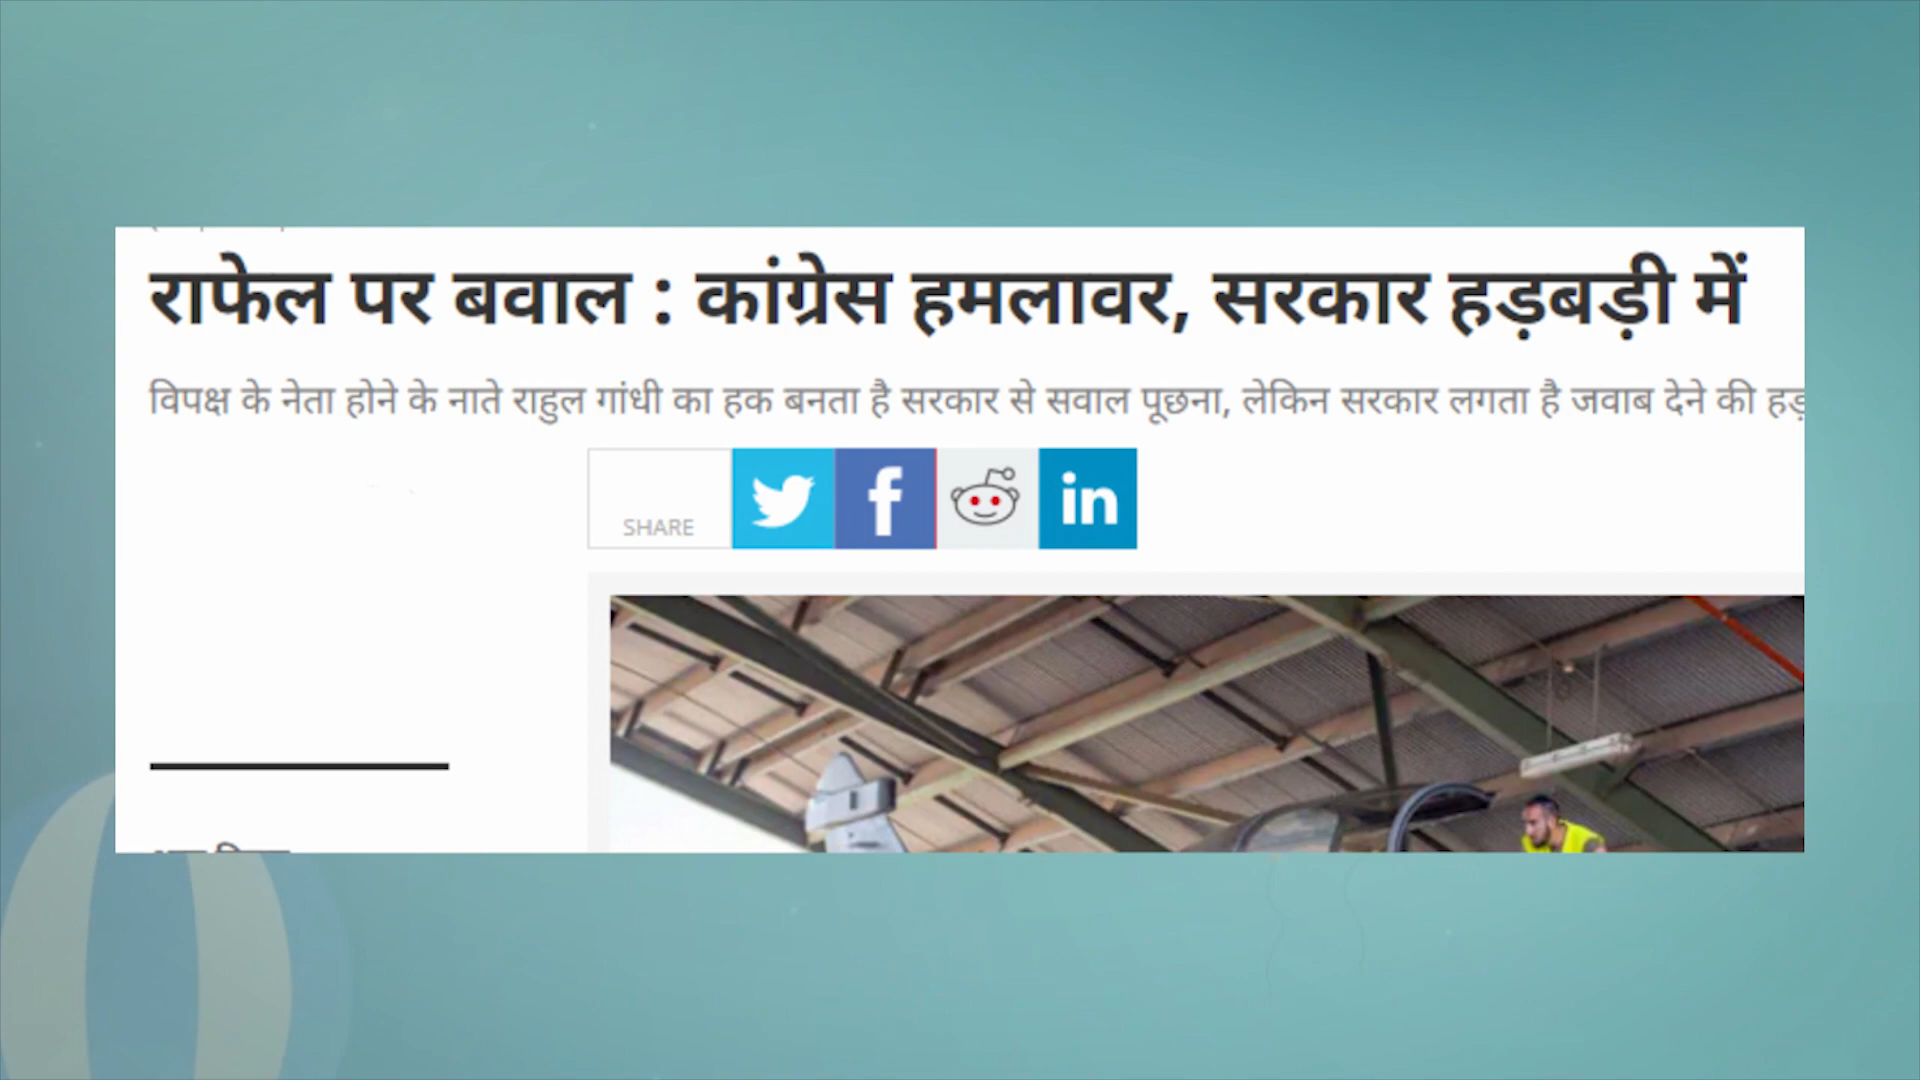 राफेल पर बवाल : कांग्रेस हमलावर, सरकार हड़बड़ी में
विपक्ष के नेता होने के नाते राहुल गांधी का हक बनता है सरकार से सवाल पूछना, लेकिन सरकार लगता है जवाब देने की
SHARE